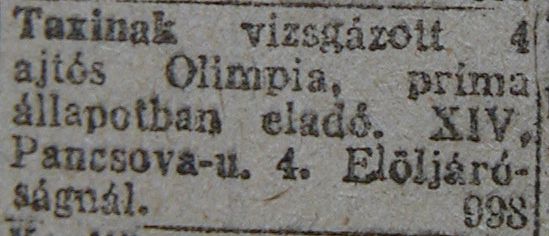 Taxinak vizsgázott 4
ajtós Olimpia, príma
állapotban eladó. XIV,
Pancsova-u. 4. Elöljáró-
ságnál. 998